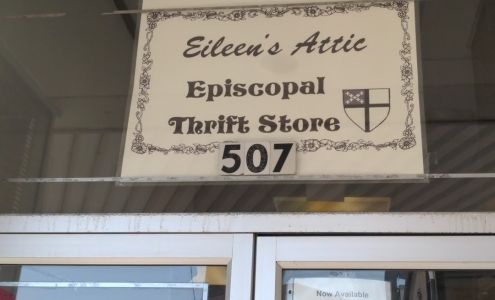 Eileen's Attic
Episcopal
Thrift Store
507
Now Available